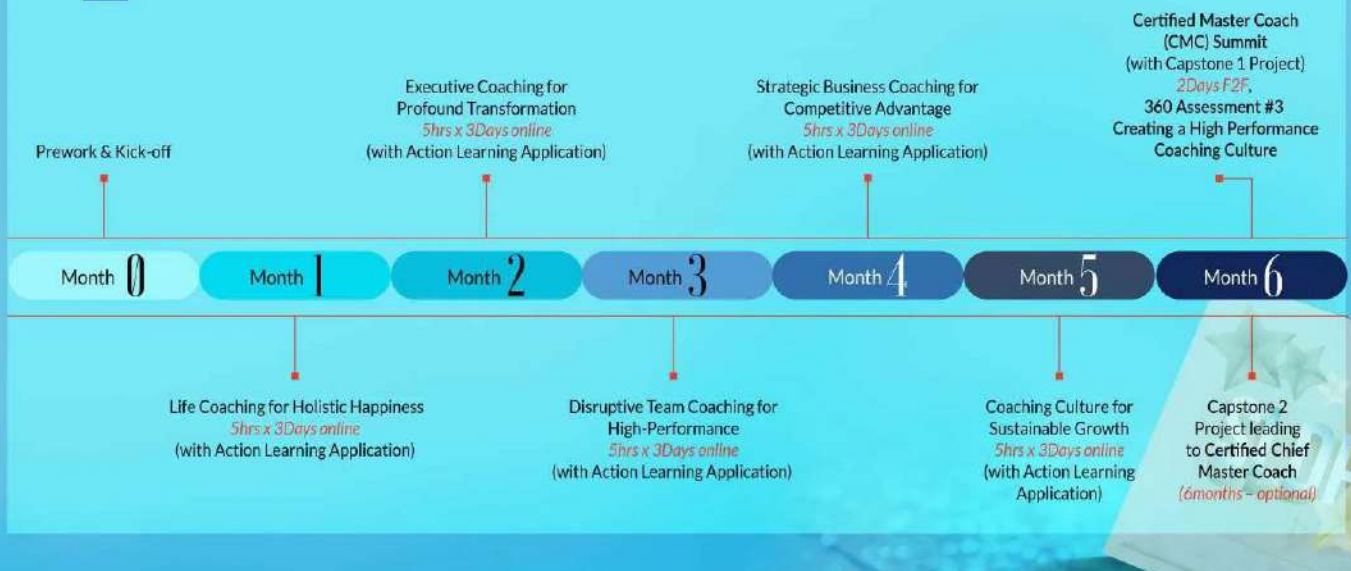 Prework & Kick-off
Executive Coaching for
Profound Transformation
5hrs x 3Days online
(with Action Learning Application)
Strategic Business Coaching for
Competitive Advantage
5hrs x 3Days online
(with Action Learning Application)
Certified Master Coach
(CMC) Summit
(with Capstone 1 Project)
2Days F2F,
360 Assessment #3
Creating a High Performance
Coaching Culture
Month 0
Month 1
Month 2
Month 3
Month 4
Month 5
Month 6
Life Coaching for Holistic Happiness
5hrs x 3Days online
(with Action Learning Application)
Disruptive Team Coaching for
High-Performance
5hrs x 3Days online
(with Action Learning Application)
Coaching Culture for
Sustainable Growth
5hrs x 3Days online
(with Action Learning
Application)
Capstone 2
Project leading
to Certified Chief
Master Coach
(6months – optional)